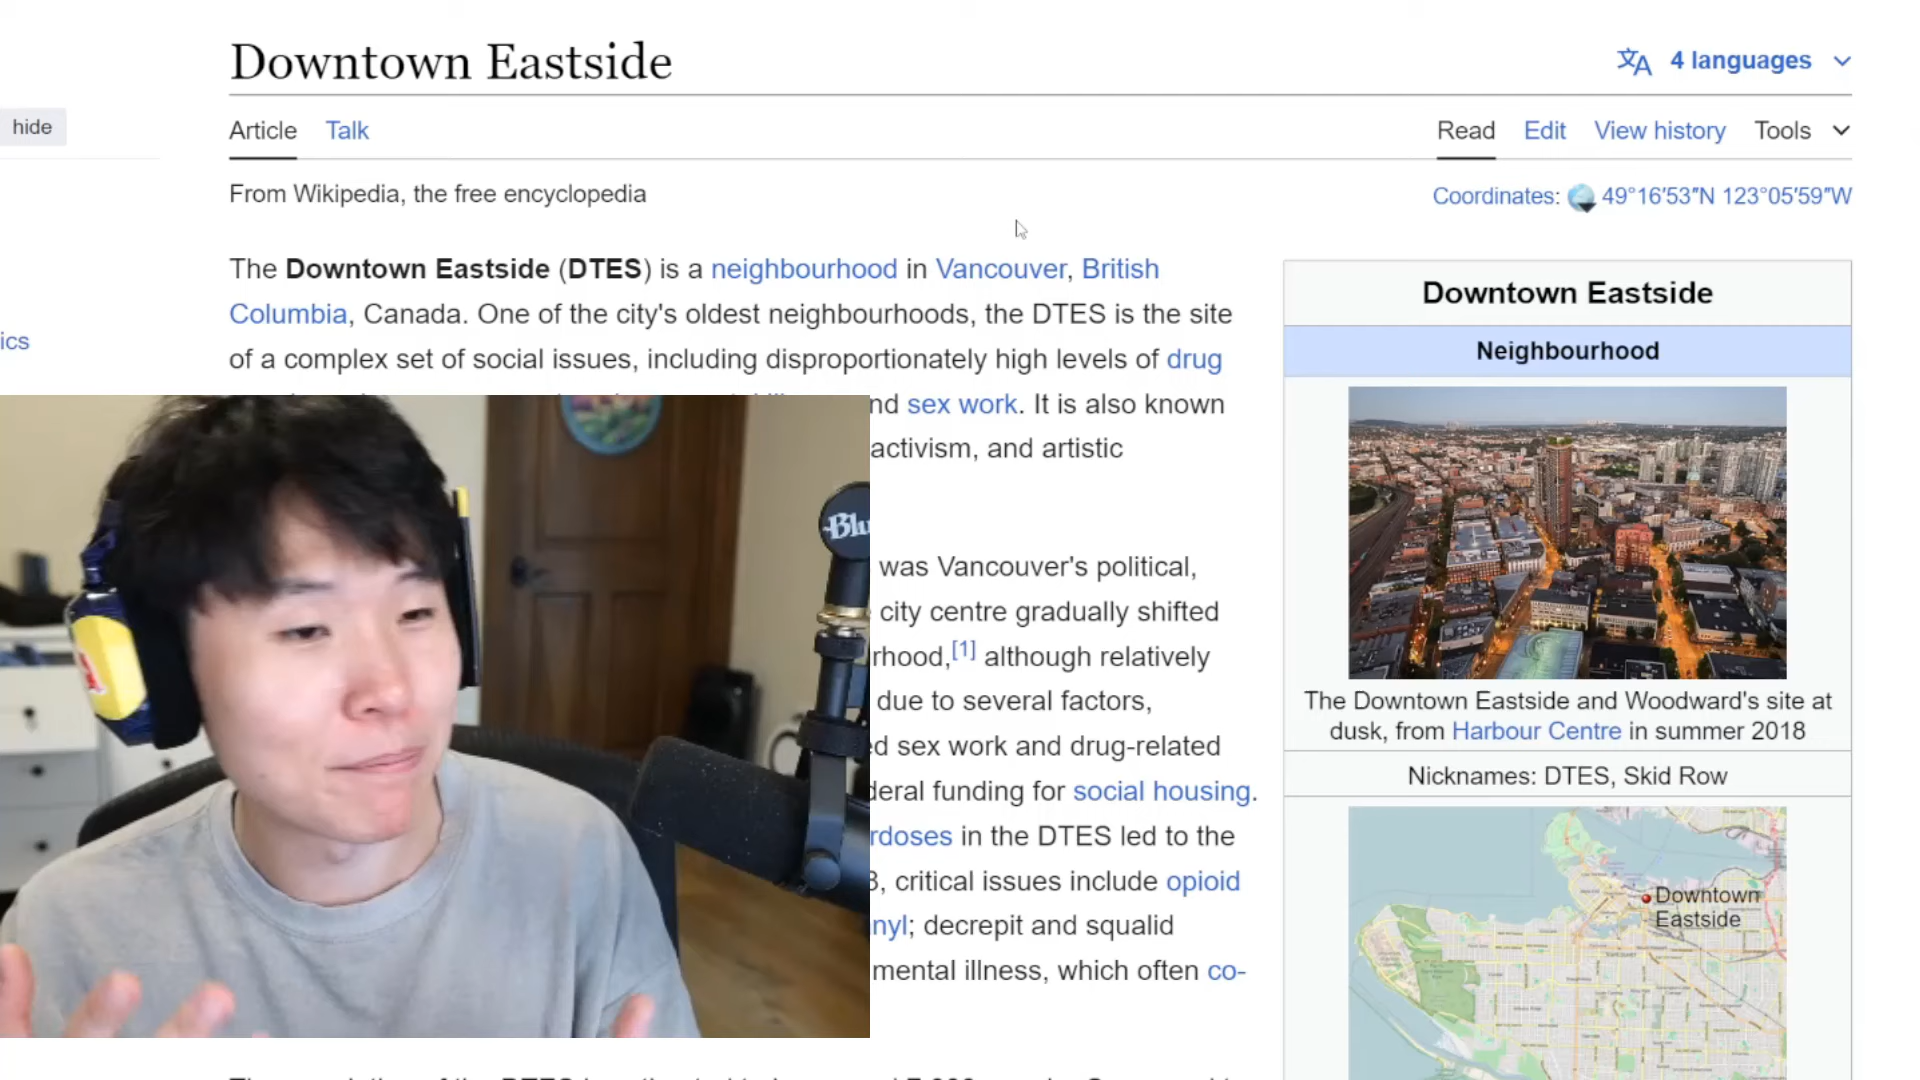 Downtown Eastside
4 languages
hide
Article Talk
Read Edit View history Tools
From Wikipedia, the free encyclopedia
Coordinates: 49°16′53″N 123°05′59″W
The Downtown Eastside (DTES) is a neighbourhood in Vancouver, British
Columbia, Canada. One of the city's oldest neighbourhoods, the DTES is the site
ics
of a complex set of social issues, including disproportionately high levels of drug
nd sex work. It is also known
activism, and artistic
was Vancouver's political,
city centre gradually shifted
rhood,[1] although relatively
due to several factors,
ed sex work and drug-related
deral funding for social housing.
rdoses in the DTES led to the
critical issues include opioid
nyl; decrepit and squalid
mental illness, which often co-
Blu
Downtown Eastside
Neighbourhood
The Downtown Eastside and Woodward's site at
dusk, from Harbour Centre in summer 2018
Nicknames: DTES, Skid Row
Downtown
Eastside